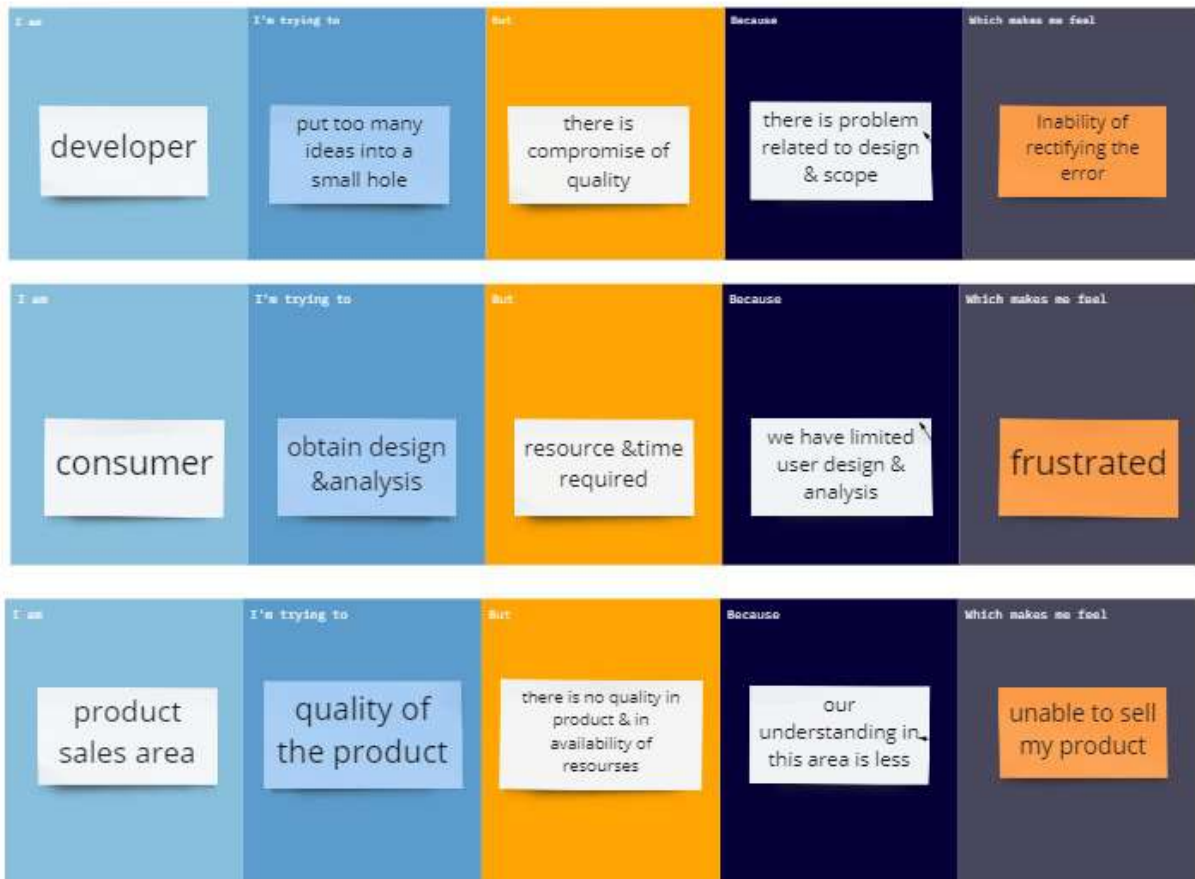 I am
I'm trying to
But
Because
Which makes me feel
developer
put too many
ideas into a
small hole
there is
compromise of
quality
there is problem
related to design
& scope
Inability of
rectifying the
error
I am
I'm trying to
But
Because
Which makes me feel
consumer
obtain design
&analysis
resource &time
required
we have limited
user design &
analysis
frustrated
I am
I'm trying to
But
Because
Which makes me feel
product
sales area
quality of
the product
there is no quality in
product & in
availability of
resourses
our
understanding in
this area is less
unable to sell
my product